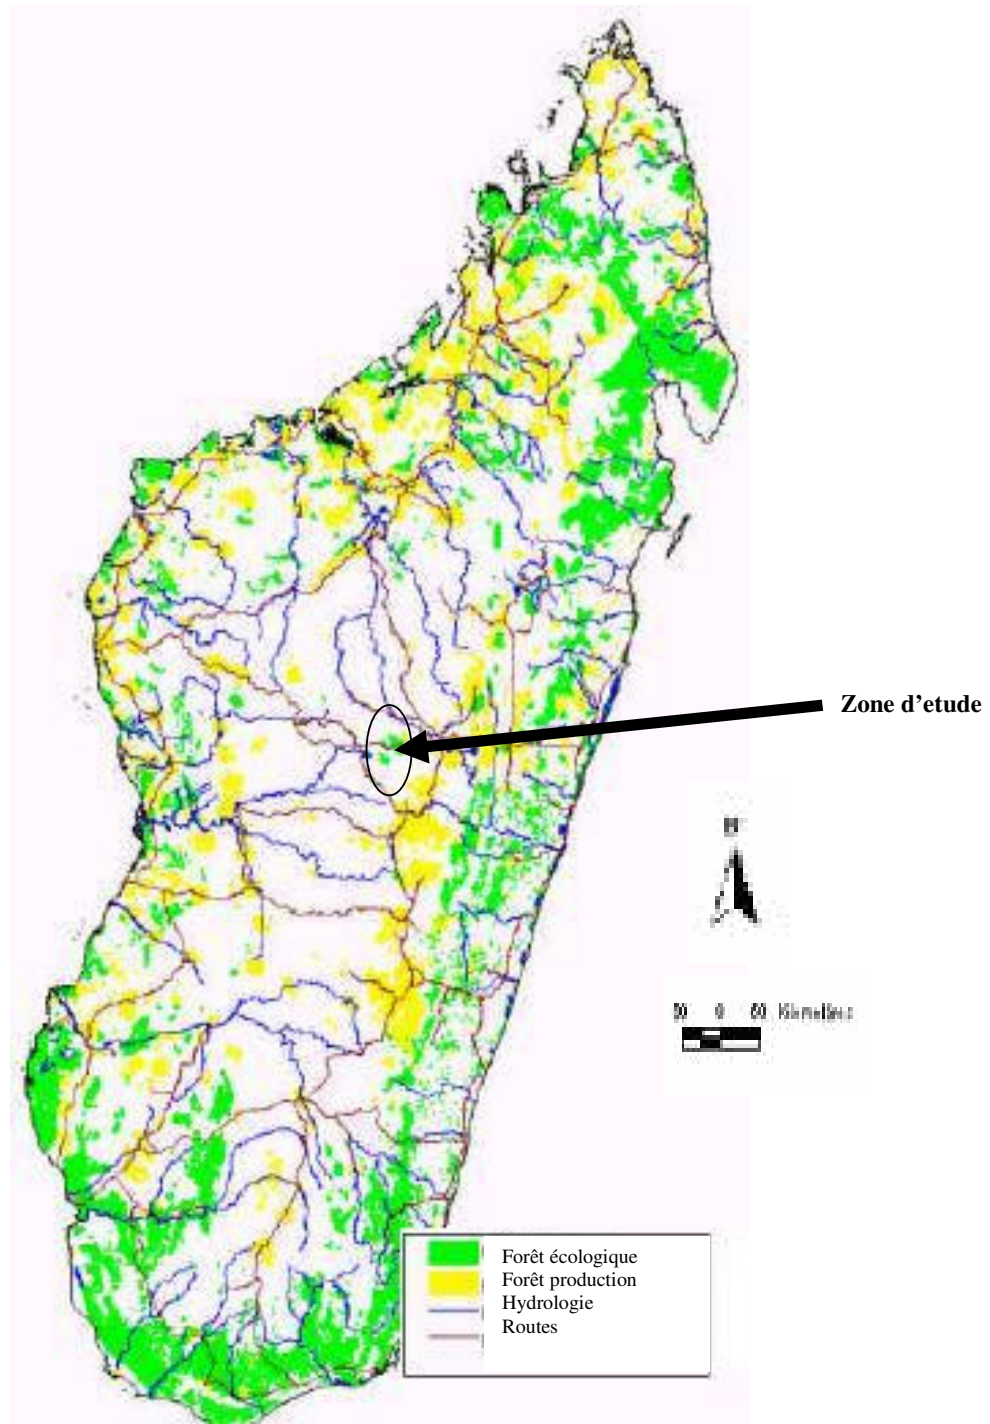 Zone d'etude
N
Forêt écologique
Forêt production
Hydrologie
Routes